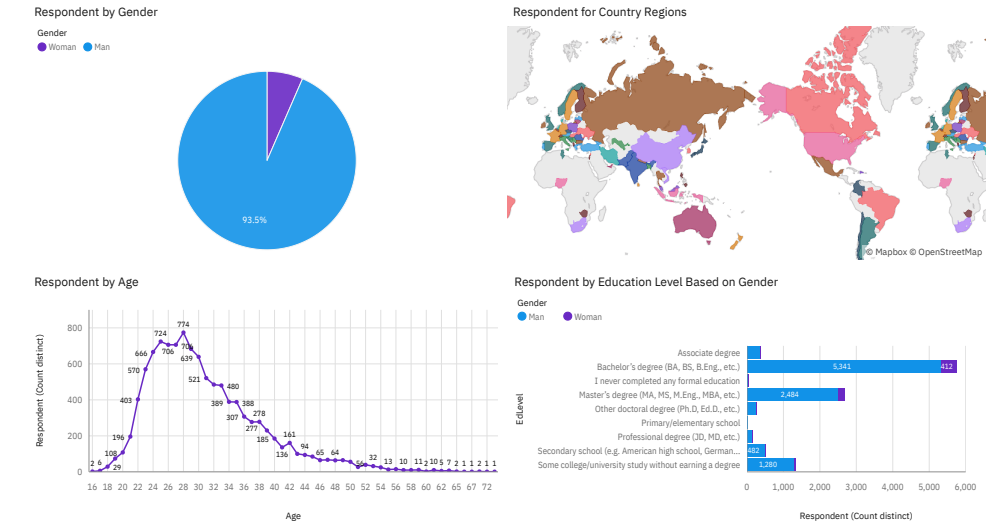 Respondent by Gender
Gender
Woman Man
93.5%
Respondent for Country Regions
© Mapbox © OpenStreetMap
Respondent by Age
Respondent (Count distinct)
800
600
400
200
0
2 6 29 108 196 403 570 666 724 706 774 706 639 521 389 480 307 388 277 278 185 136 161 94 65 64 56 32 13 10 11 2 10 5 7 2 1 1 2 1 1
16 18 20 22 24 26 28 30 32 34 36 38 40 42 44 46 48 50 52 54 56 58 60 62 65 67 72
Age
Respondent by Education Level Based on Gender
Gender
Man Woman
EdLevel
Associate degree
Bachelor's degree (BA, BS, B.Eng., etc.) 5,341 412
I never completed any formal education
Master's degree (MA, MS, M.Eng., MBA, etc.) 2,484
Other doctoral degree (Ph.D, Ed.D., etc.)
Primary/elementary school
Professional degree (JD, MD, etc.)
Secondary school (e.g. American high school, German... 482
Some college/university study without earning a degree 1,280
0 1,000 2,000 3,000 4,000 5,000 6,000
Respondent (Count distinct)